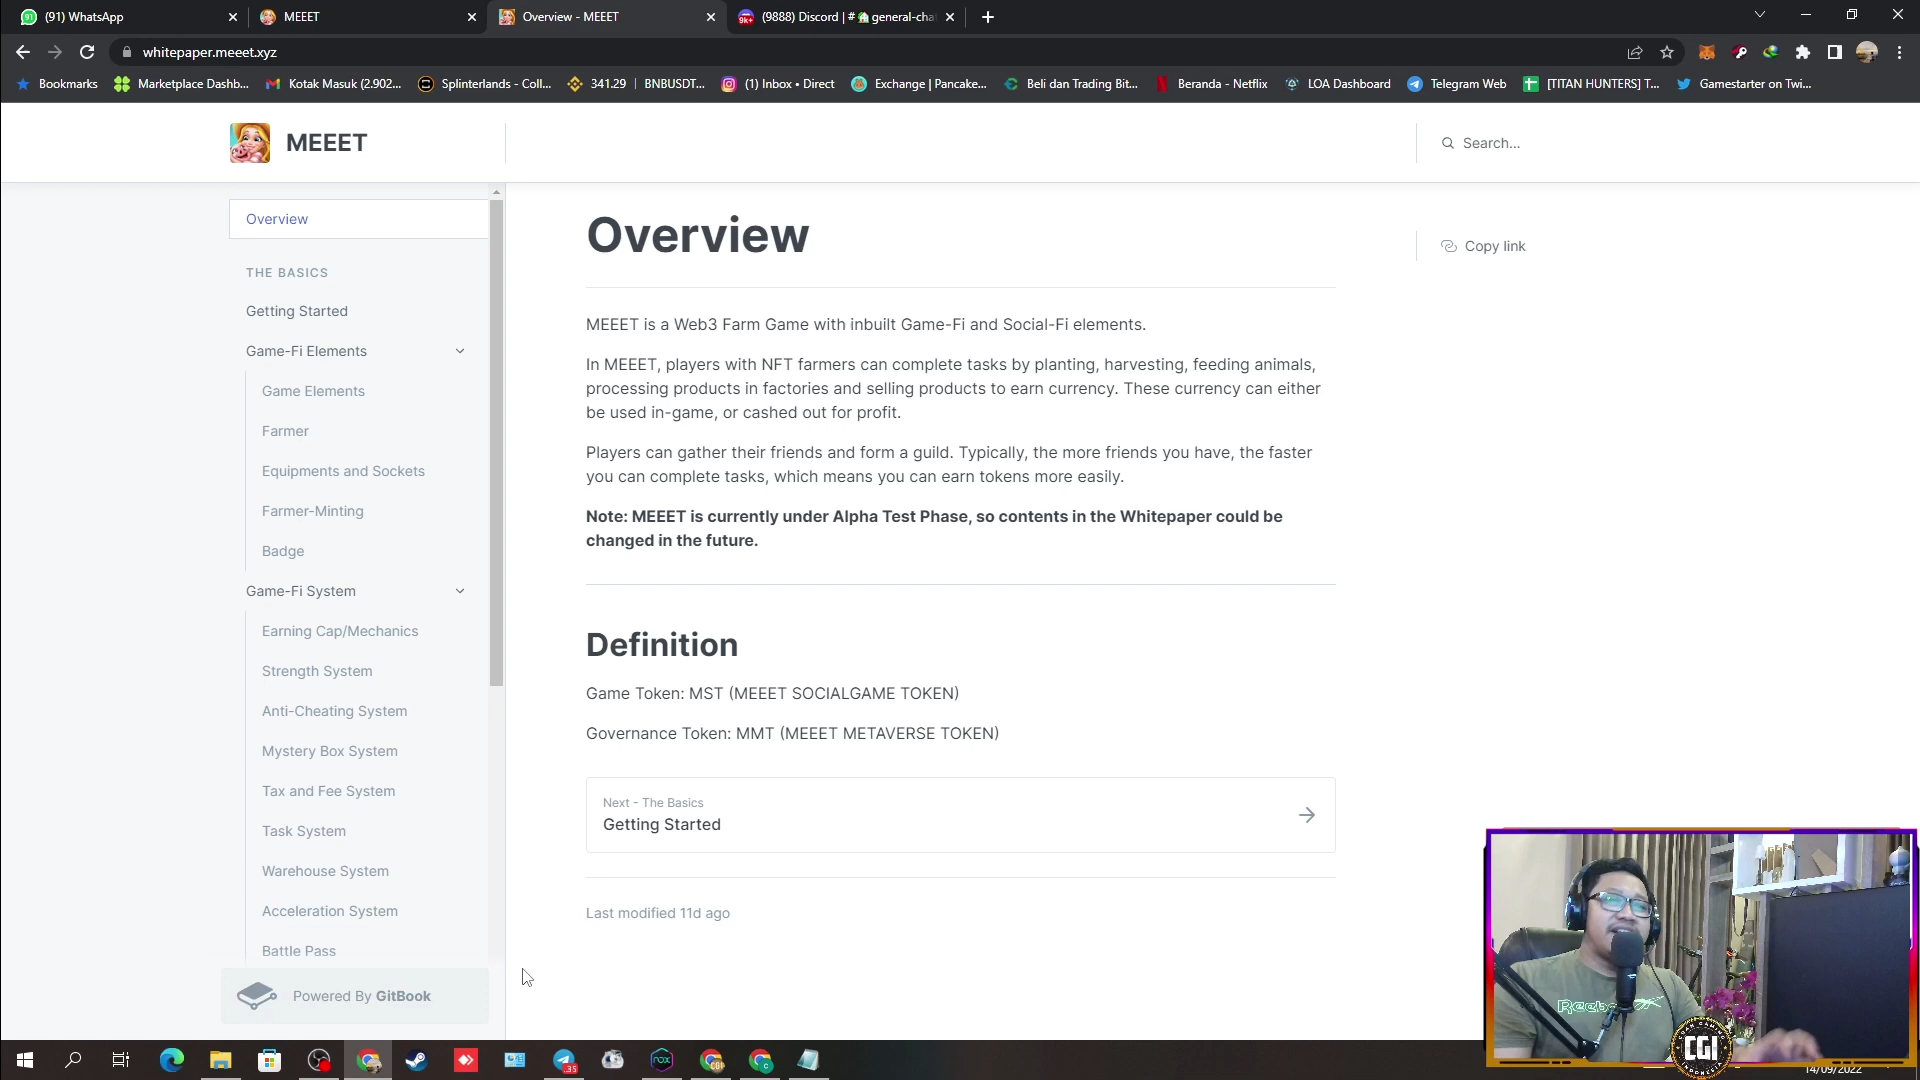 (91) WhatsApp
MEEET
Overview - MEEET
(9888) Discord | # general-cha
whitepaper.meeet.xyz
Bookmarks
Marketplace Dashb...
Kotak Masuk (2.902...
Splinterlands - Coll...
341.29 | BNBUSDT...
(1) Inbox • Direct
Exchange | Pancake...
Beli dan Trading Bit...
Beranda - Netflix
LOA Dashboard
Telegram Web
[TITAN HUNTERS] T...
Gamestarter on Twi...
MEEET
Search...
Overview
THE BASICS
Getting Started
Game-Fi Elements
Game Elements
Farmer
Equipments and Sockets
Farmer-Minting
Badge
Game-Fi System
Earning Cap/Mechanics
Strength System
Anti-Cheating System
Mystery Box System
Tax and Fee System
Task System
Warehouse System
Acceleration System
Battle Pass
Powered By GitBook
Overview
Copy link
MEEET is a Web3 Farm Game with inbuilt Game-Fi and Social-Fi elements.
In MEEET, players with NFT farmers can complete tasks by planting, harvesting, feeding animals,
processing products in factories and selling products to earn currency. These currency can either
be used in-game, or cashed out for profit.
Players can gather their friends and form a guild. Typically, the more friends you have, the faster
you can complete tasks, which means you can earn tokens more easily.
Note: MEEET is currently under Alpha Test Phase, so contents in the Whitepaper could be
changed in the future.
Definition
Game Token: MST (MEEET SOCIALGAME TOKEN)
Governance Token: MMT (MEEET METAVERSE TOKEN)
Next - The Basics
Getting Started
Last modified 11d ago
Reebok
CGI
INDONESIA
14/09/2022